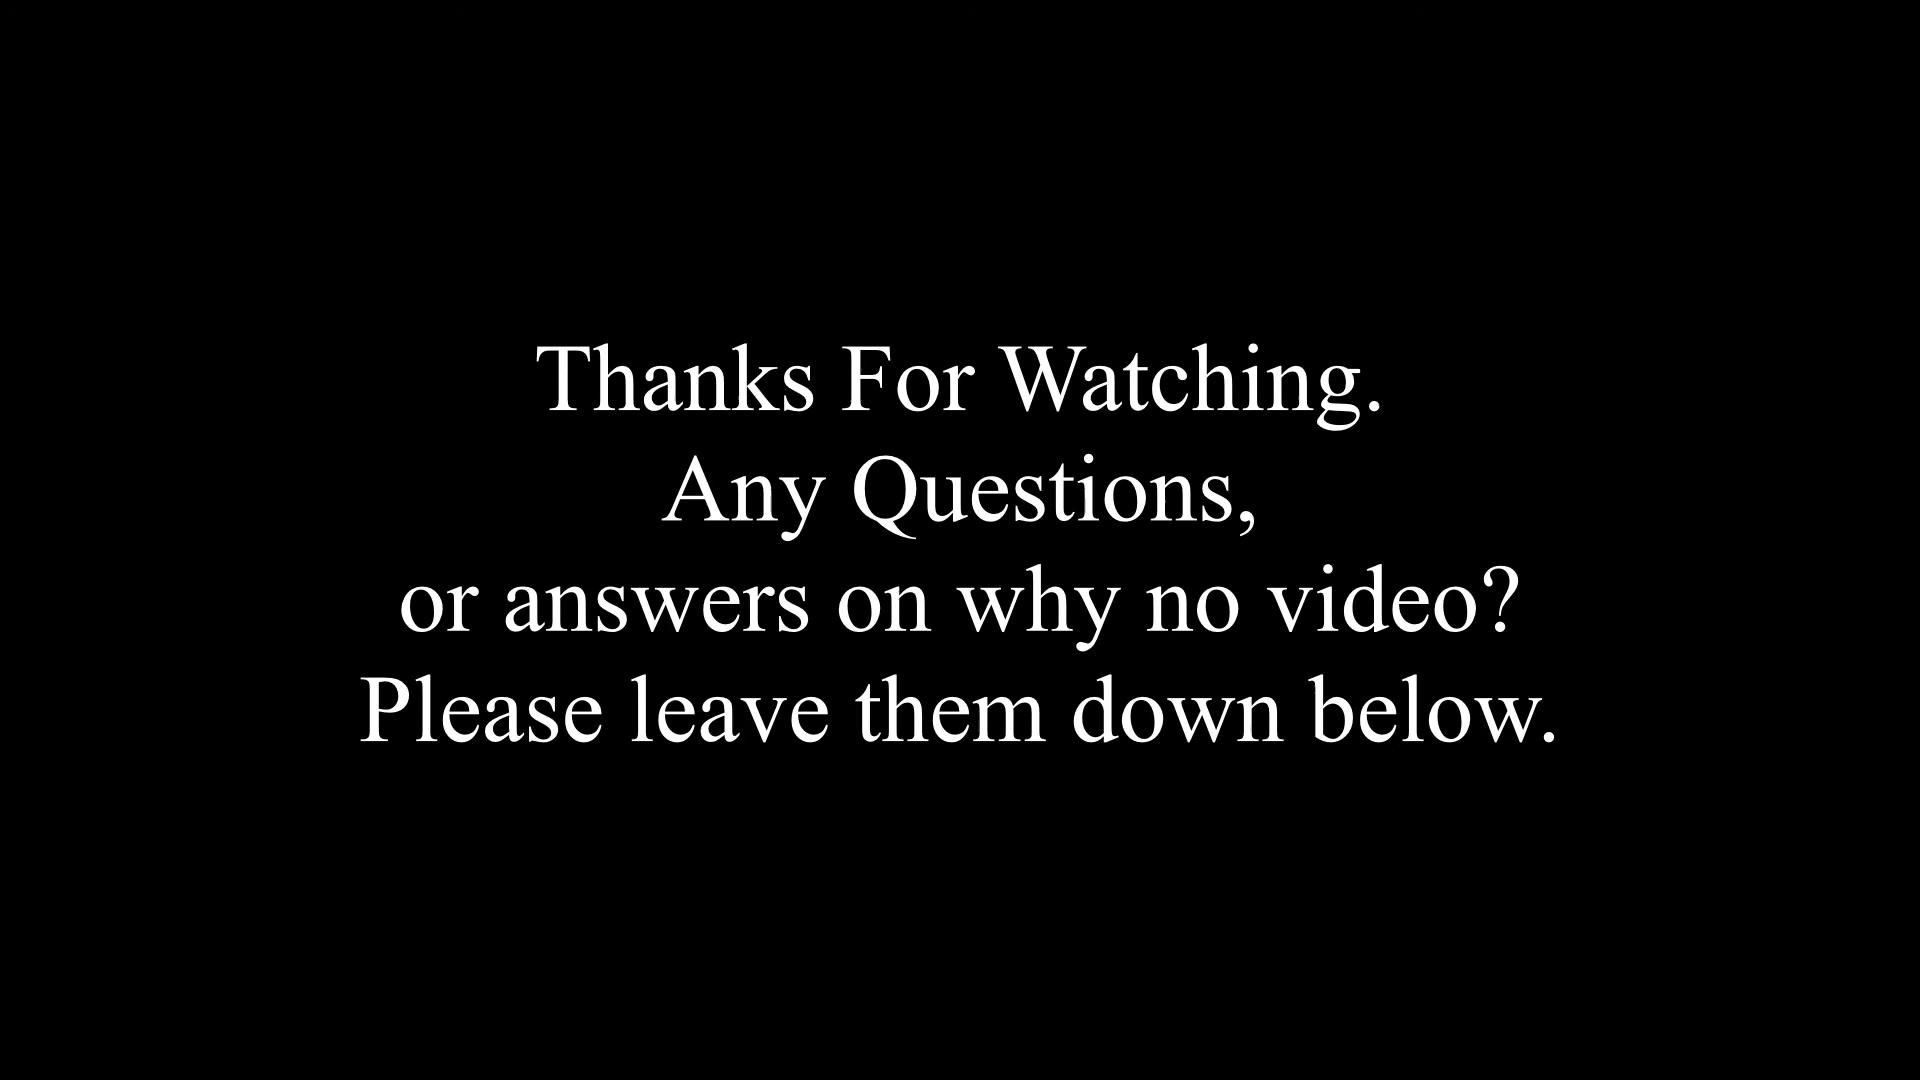 Thanks For Watching.
Any Questions,
or answers on why no video?
Please leave them down below.